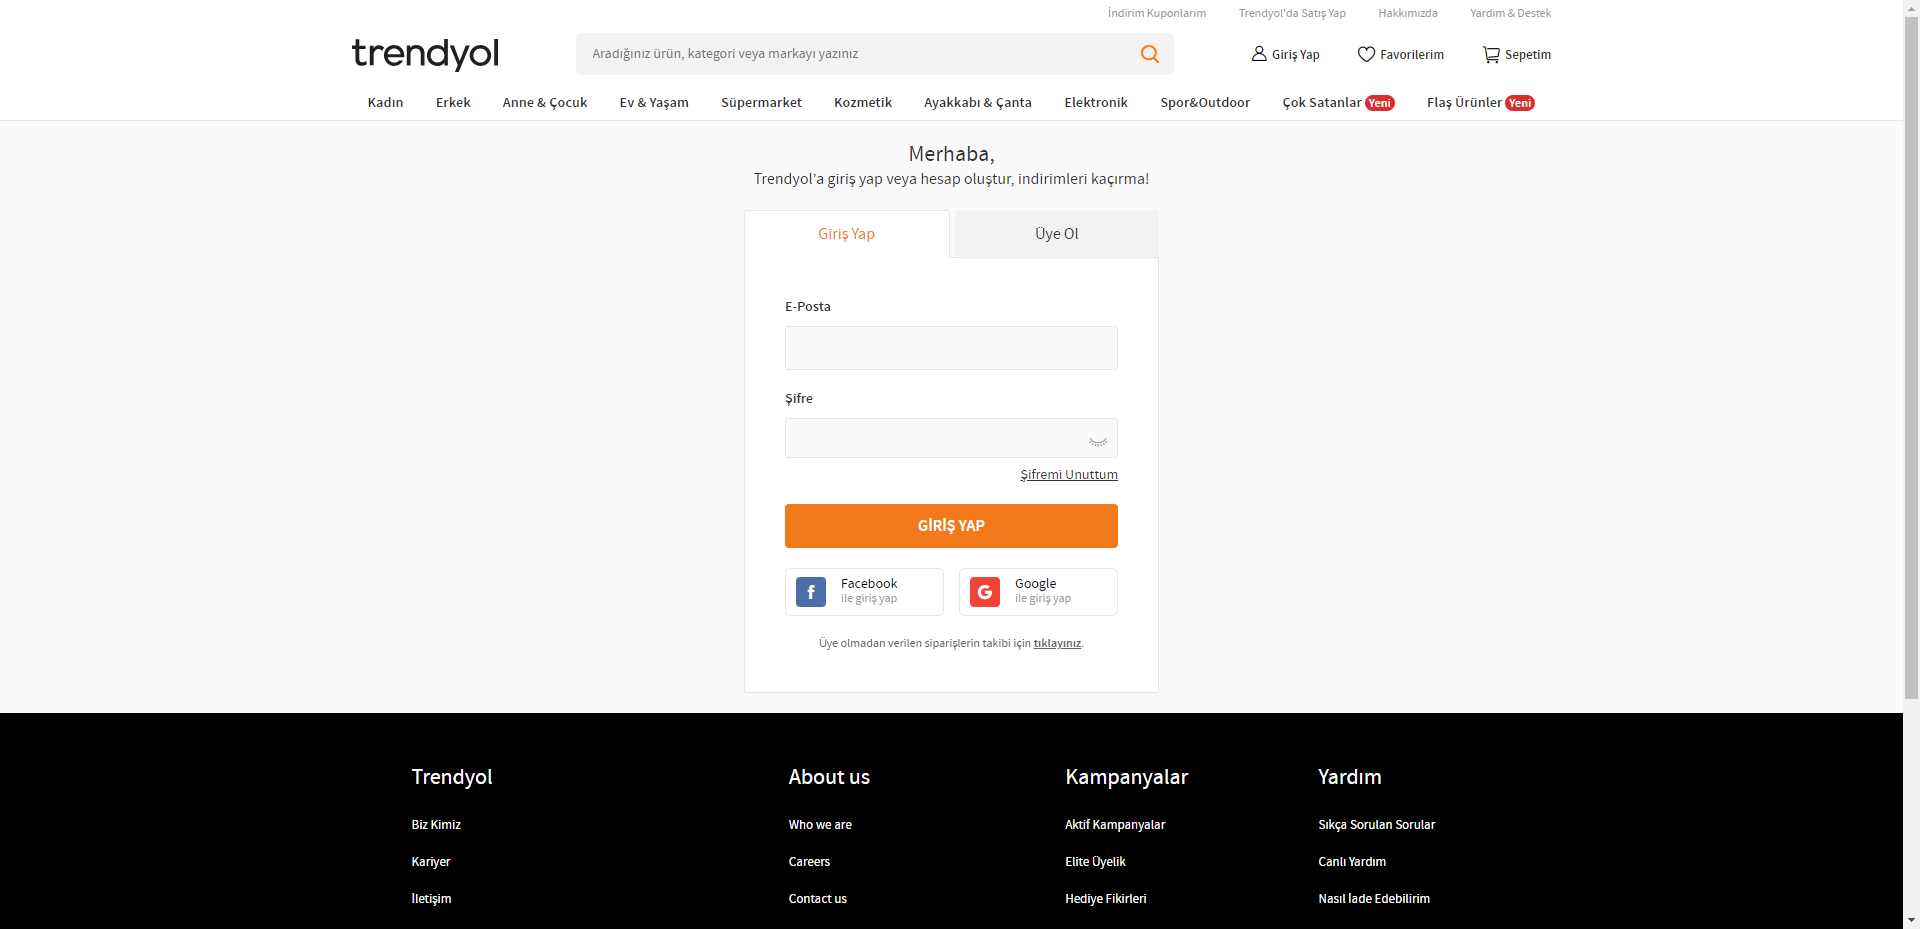 İndirim Kuponlarım
Trendyol'da Satış Yap
Hakkımızda
Yardım & Destek
trendyol
Aradığınız ürün, kategori veya markayı yazınız
Giriş Yap
Favorilerim
Sepetim
Kadın
Erkek
Anne & Çocuk
Ev & Yaşam
Süpermarket
Kozmetik
Ayakkabı & Çanta
Elektronik
Spor&Outdoor
Çok Satanlar Yeni
Flaş Ürünler Yeni
Merhaba,
Trendyol’a giriş yap veya hesap oluştur, indirimleri kaçırma!
Giriş Yap
Üye Ol
E-Posta
Şifre
Şifremi Unuttum
GİRİŞ YAP
f
Facebook
ile giriş yap
G
Google
ile giriş yap
Üye olmadan verilen siparişlerin takibi için tıklayınız.
Trendyol
Biz Kimiz
Kariyer
İletişim
About us
Who we are
Careers
Contact us
Kampanyalar
Aktif Kampanyalar
Elite Üyelik
Hediye Fikirleri
Yardım
Sıkça Sorulan Sorular
Canlı Yardım
Nasıl İade Edebilirim